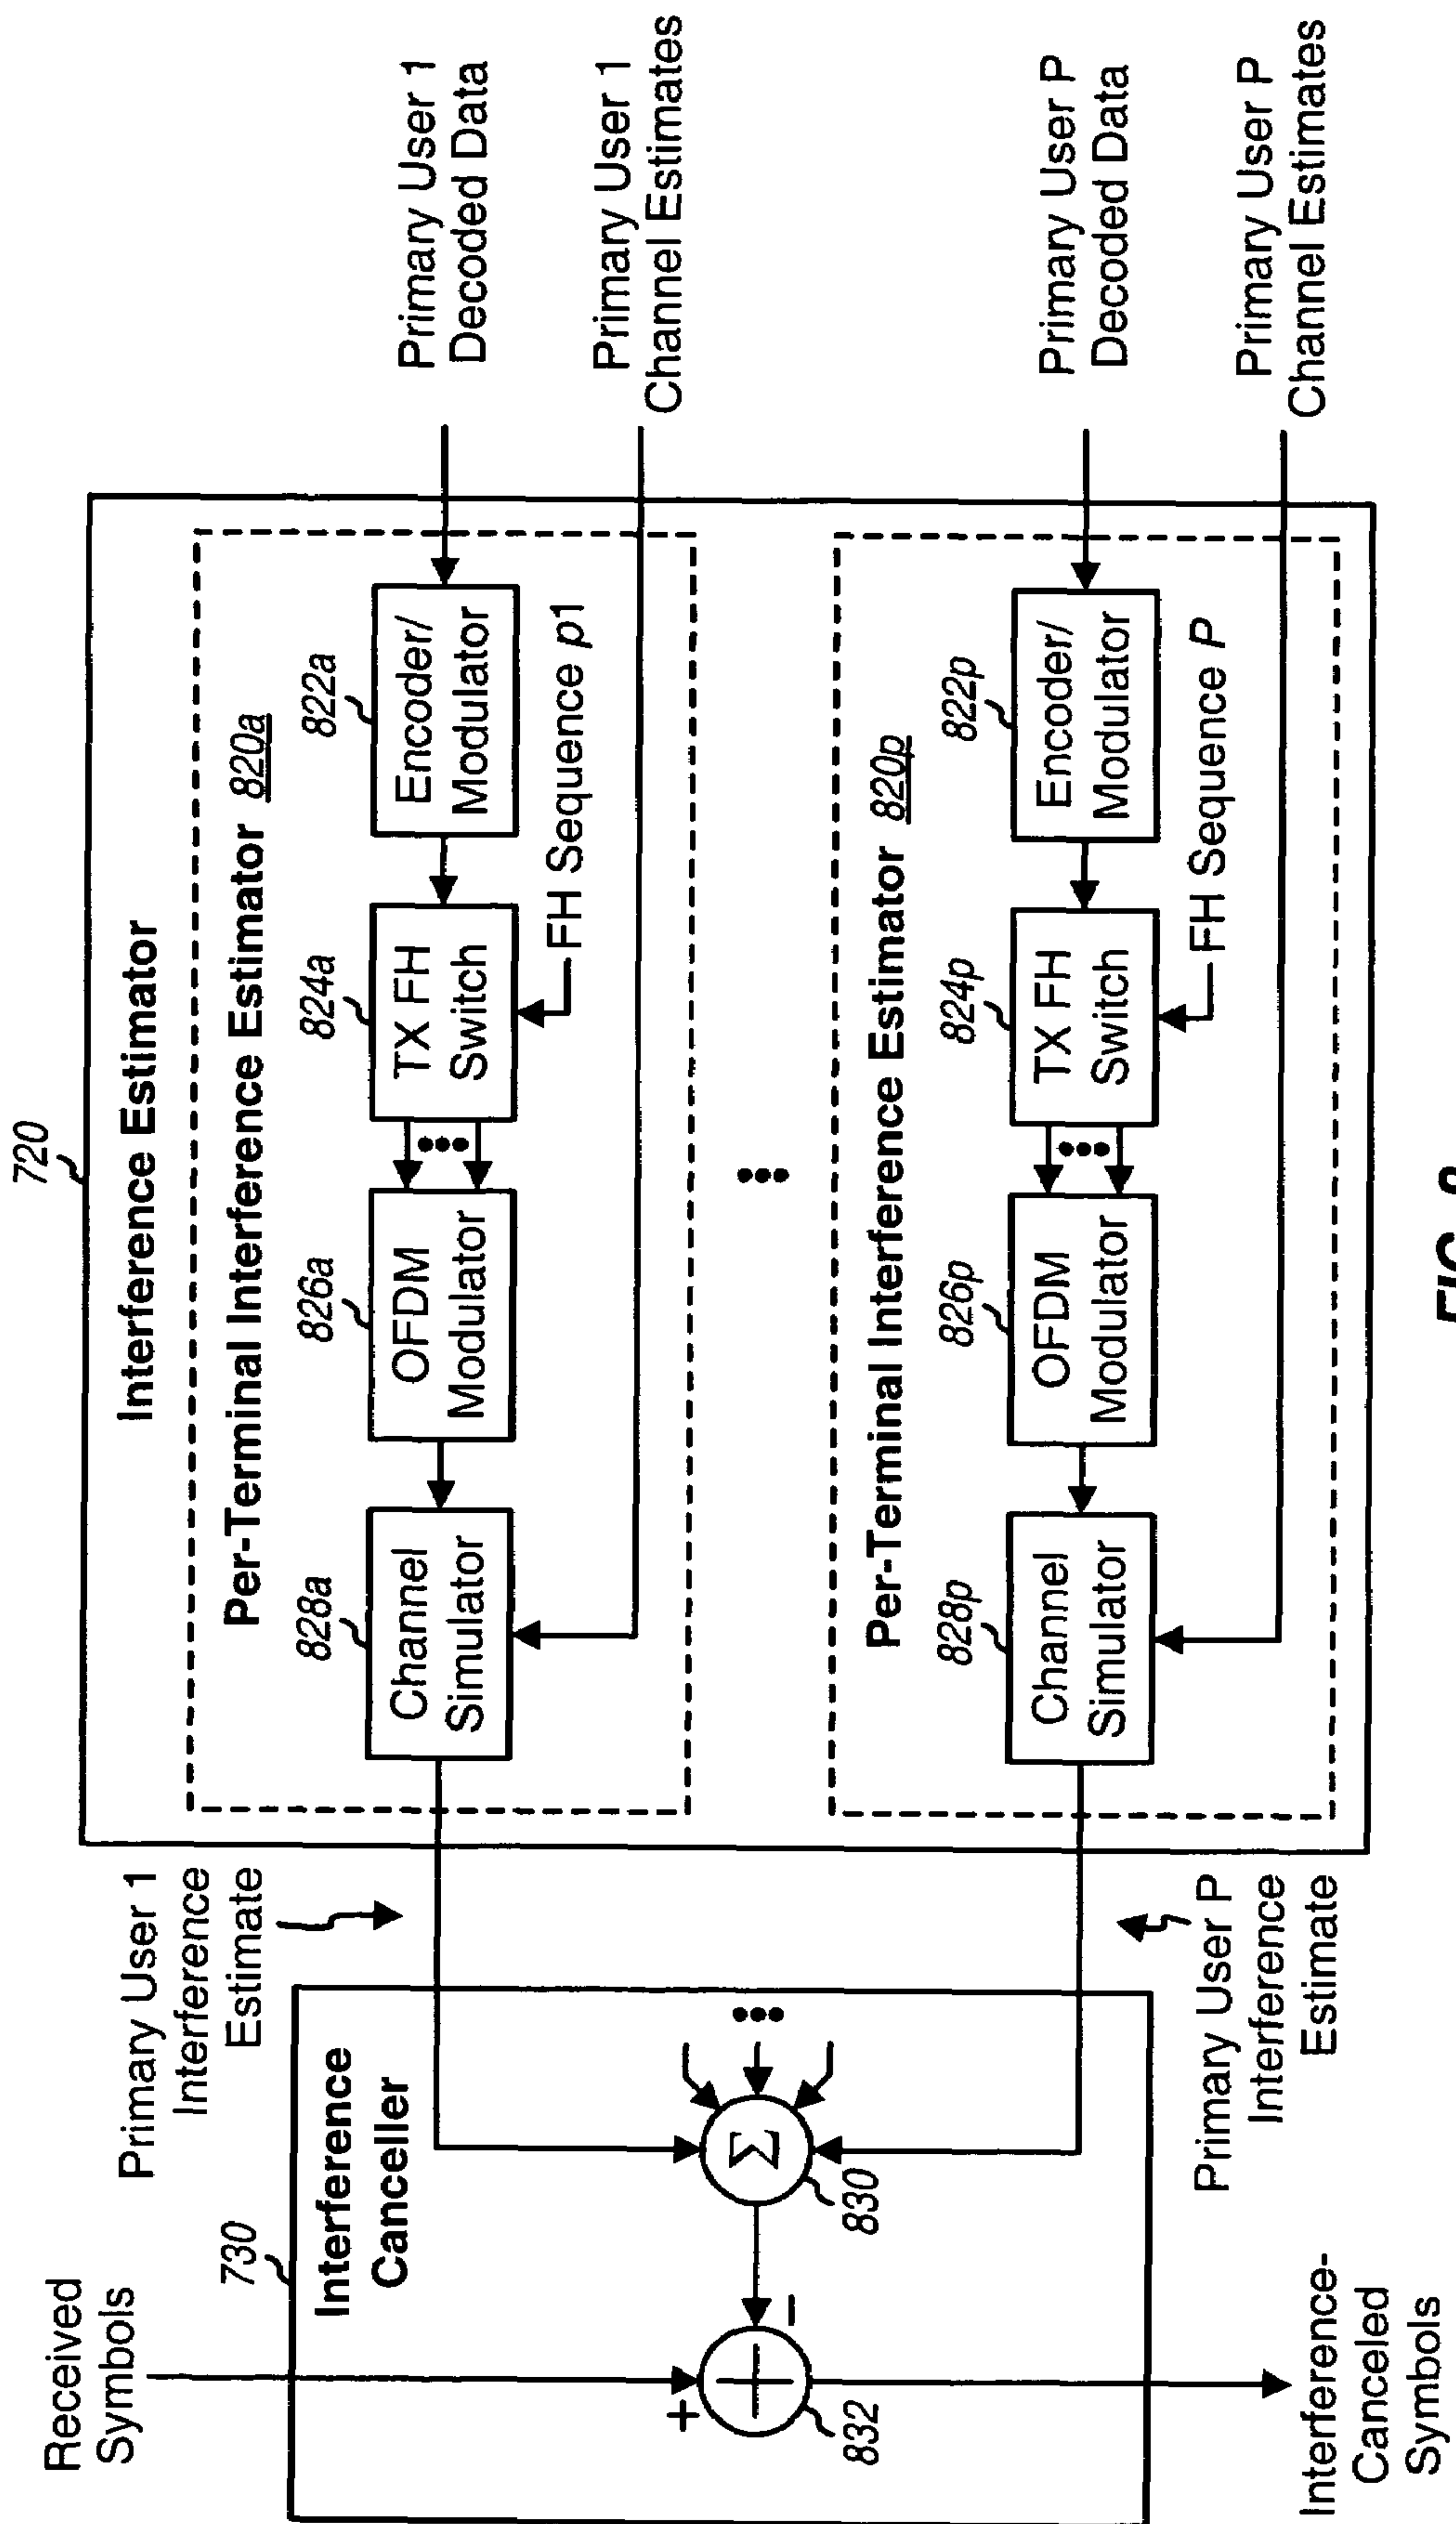 720
Interference Estimator
Per-Terminal Interference Estimator 820a
828a
Channel
Simulator
826a
OFDM
Modulator
824a
TX FH
Switch
822a
Encoder/
Modulator
FH Sequence p1
Primary User 1
Decoded Data
Primary User 1
Channel Estimates
Per-Terminal Interference Estimator 820p
828p
Channel
Simulator
826p
OFDM
Modulator
824p
TX FH
Switch
822p
Encoder/
Modulator
FH Sequence P
Primary User P
Decoded Data
Primary User P
Channel Estimates
Primary User 1
Interference
Estimate
Primary User P
Interference
Estimate
730
Interference
Canceller
Received
Symbols
Σ
830
+
−
832
Interference-
Canceled
Symbols